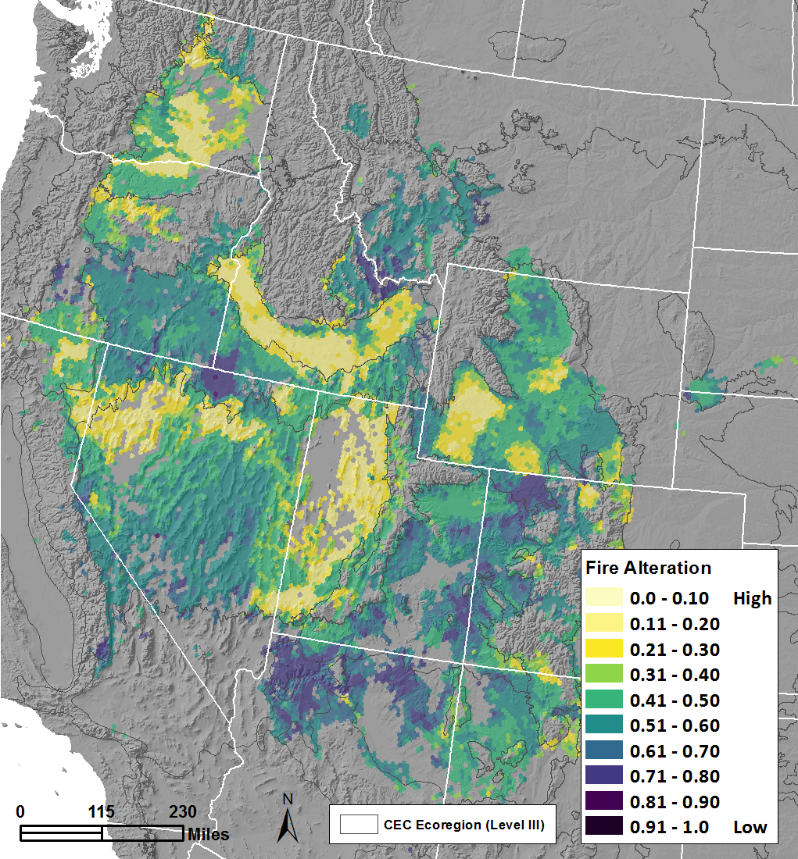 Fire Alteration
0.0 - 0.10 High
0.11 - 0.20
0.21 - 0.30
0.31 - 0.40
0.41 - 0.50
0.51 - 0.60
0.61 - 0.70
0.71 - 0.80
0.81 - 0.90
0.91 - 1.0 Low
0 115 230
Miles
N
CEC Ecoregion (Level III)